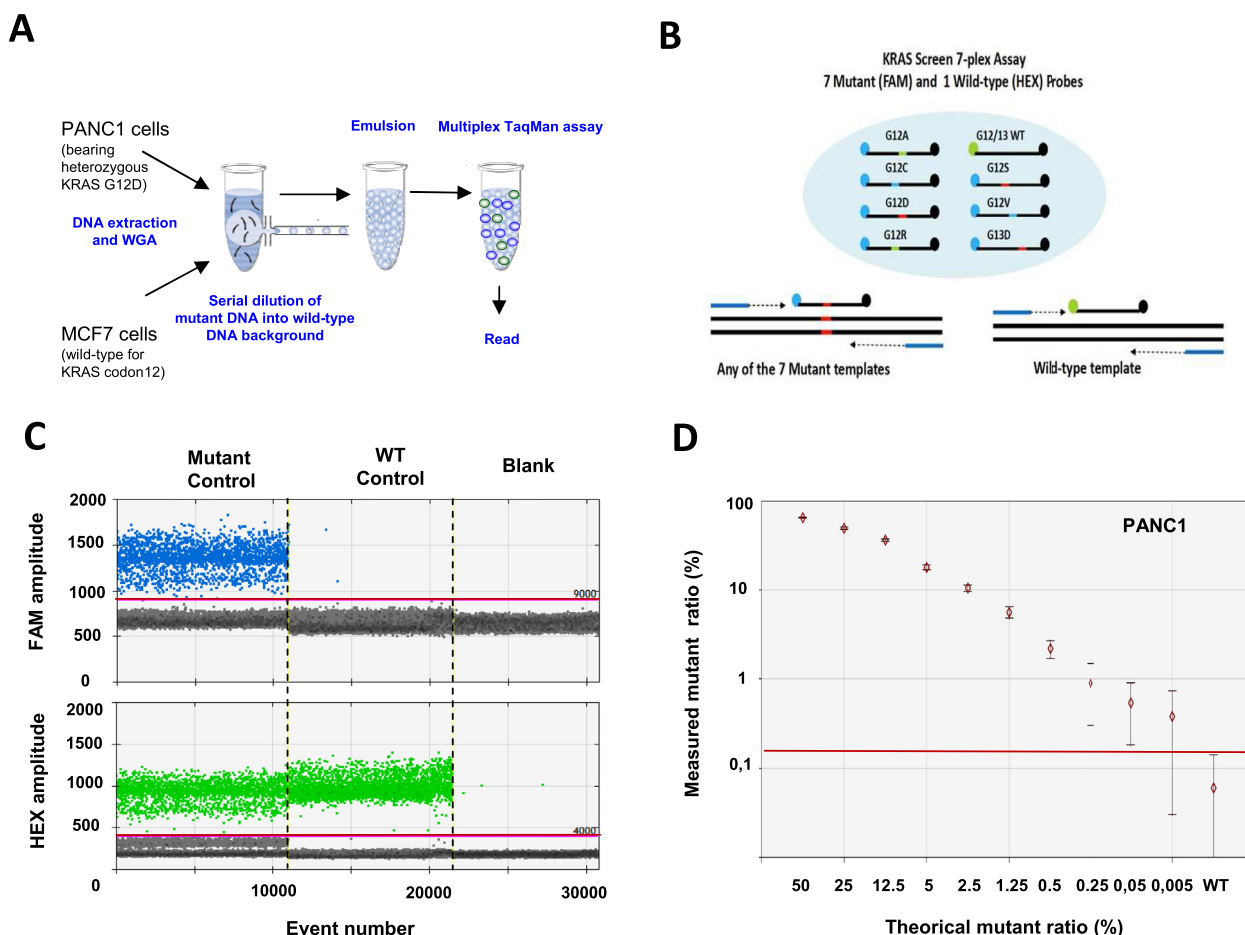 A
PANC1 cells
(bearing
heterozygous
KRAS G12D)
DNA extraction
and WGA
MCF7 cells
(wild-type for
KRAS codon12)
Serial dilution of
mutant DNA into wild-type
DNA background
Emulsion
Multiplex TaqMan assay
Read
B
KRAS Screen 7-plex Assay
7 Mutant (FAM) and 1 Wild-type (HEX) Probes
G12A
G12/13 WT
G12C
G12S
G12D
G12V
G12R
G13D
Any of the 7 Mutant templates
Wild-type template
C
Mutant
Control
WT
Control
Blank
FAM amplitude
2000
1500
1000
500
0
9000
HEX amplitude
2000
1500
1000
500
0
4000
10000
20000
30000
Event number
D
PANC1
Measured mutant ratio (%)
100
10
1
0,1
50
25
12.5
5
2.5
1.25
0.5
0.25
0,05
0,005
WT
Theorical mutant ratio (%)